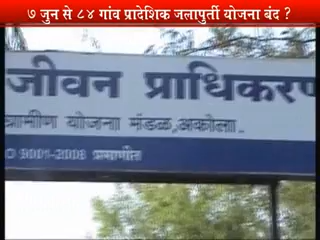 ७ जुन से ८४ गांव प्रादेशिक जलापुर्ती योजना बंद ?
जीवन प्राधिकरण
ग्रामीण योजना मंडळ,अकोला.
9001-2008 प्रमाणीत